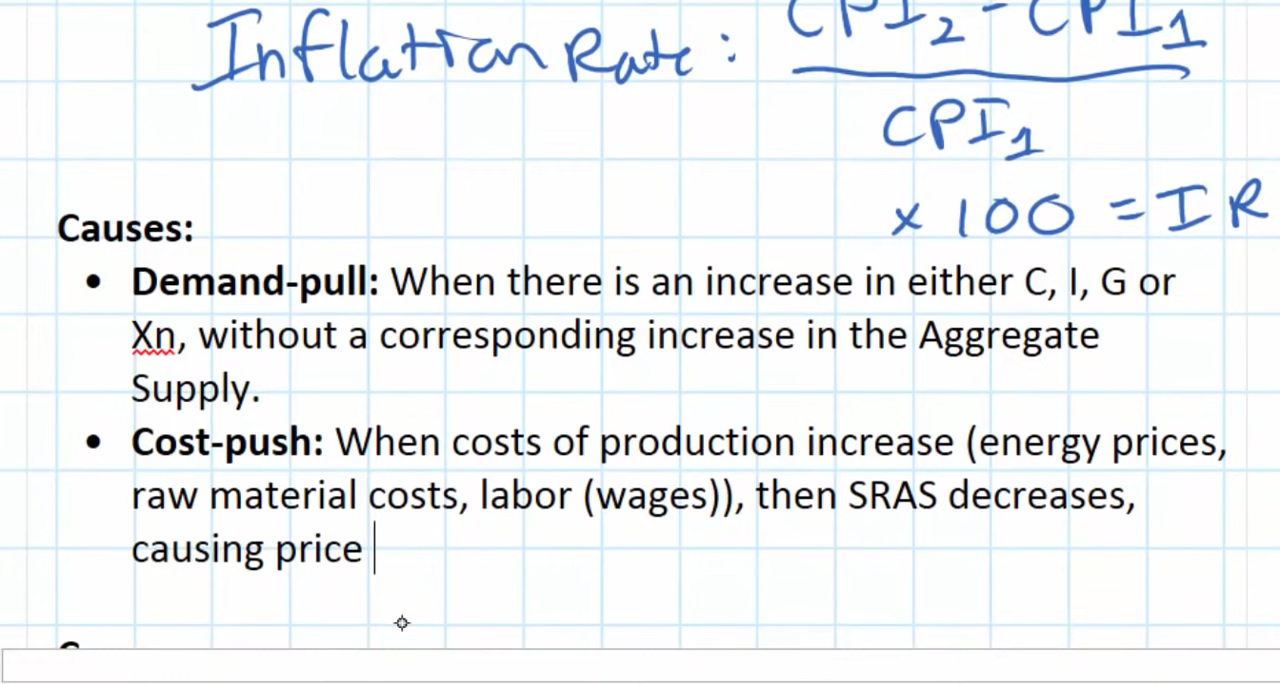 Inflation Rate: CPI2 - CPI1
CPI1
x 100 = IR
Causes:
• Demand-pull: When there is an increase in either C, I, G or
Xn, without a corresponding increase in the Aggregate
Supply.
• Cost-push: When costs of production increase (energy prices,
raw material costs, labor (wages)), then SRAS decreases,
causing price